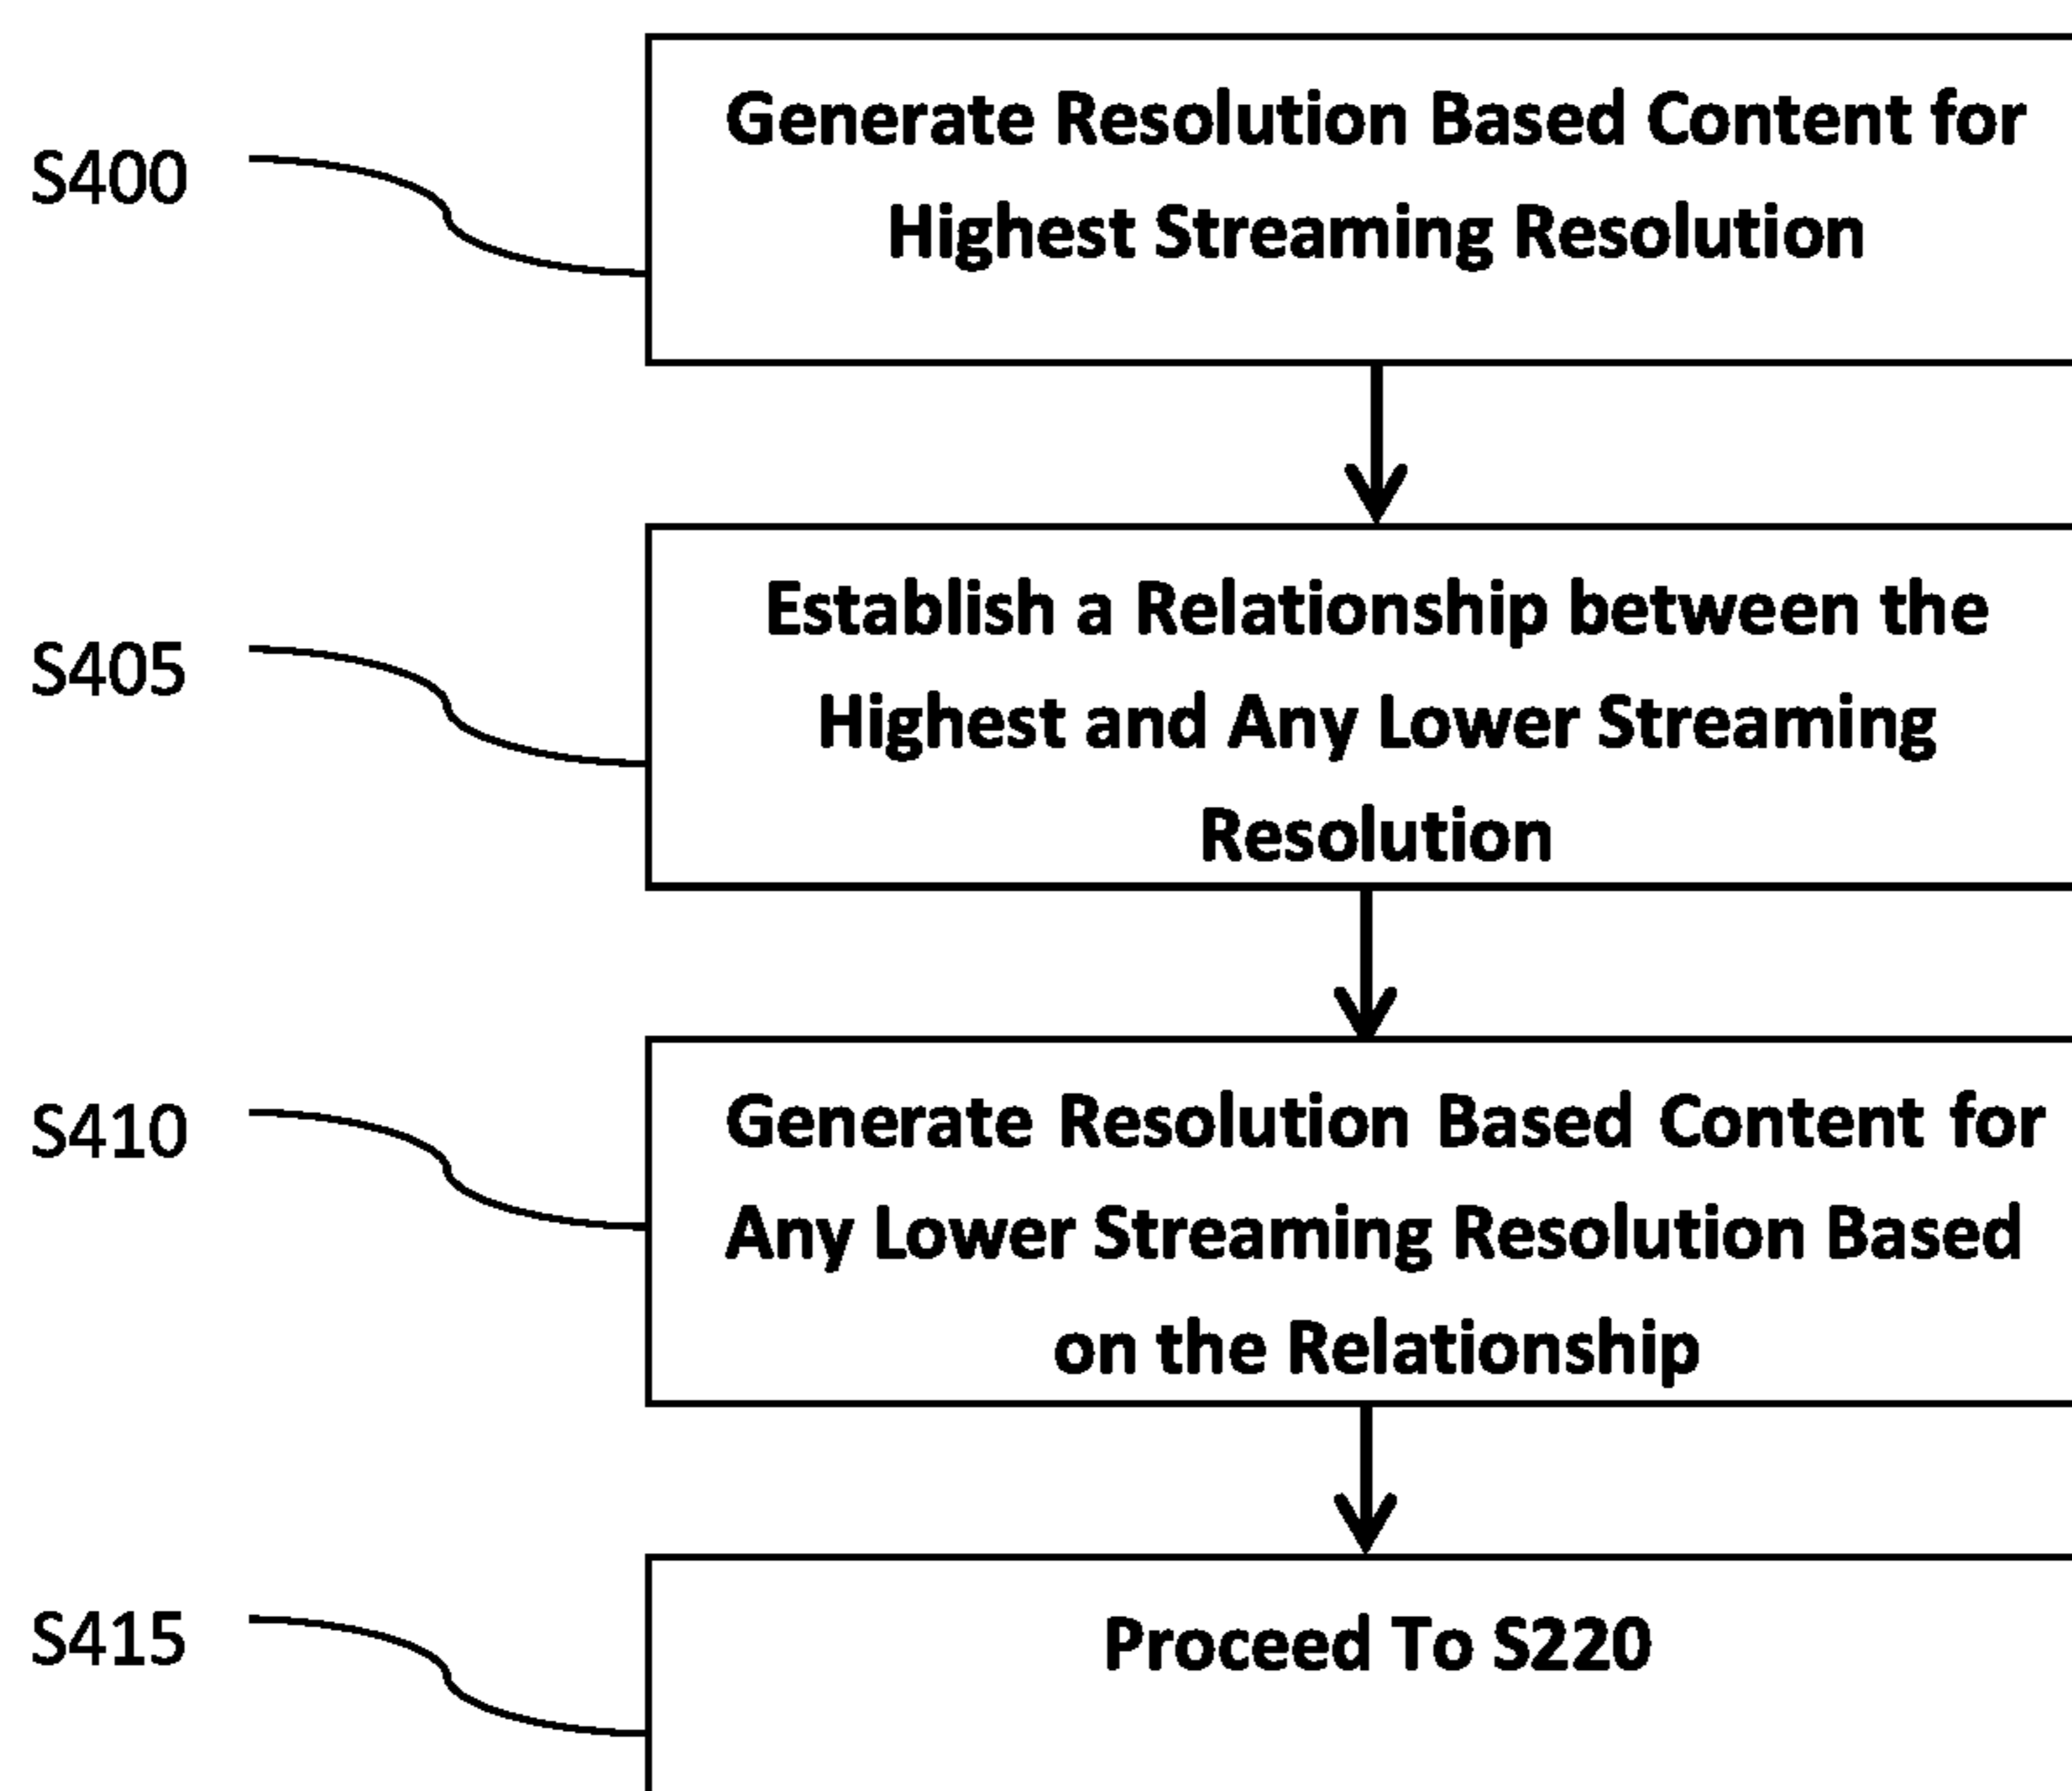 S400
Generate Resolution Based Content for
Highest Streaming Resolution
S405
Establish a Relationship between the
Highest and Any Lower Streaming
Resolution
S410
Generate Resolution Based Content for
Any Lower Streaming Resolution Based
on the Relationship
S415
Proceed To S220